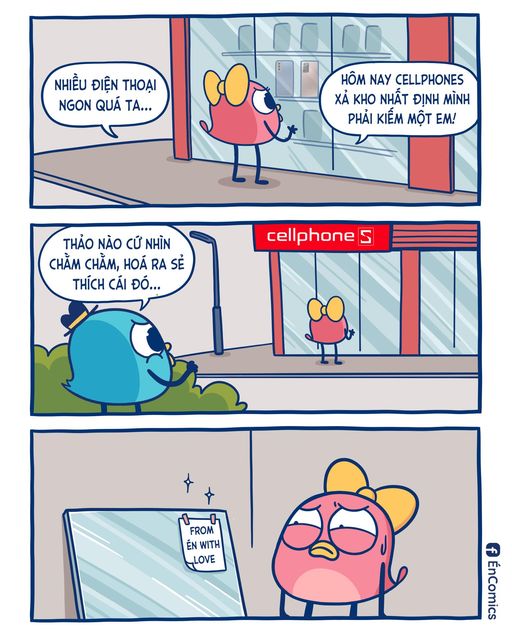 NHIỀU ĐIỆN THOẠI
NGON QUÁ TA...
HÔM NAY CELLPHONES
XẢ KHO NHẤT ĐỊNH MÌNH
PHẢI KIẾM MỘT EM!
THẢO NÀO CỨ NHÌN
CHẰM CHẰM, HOÁ RA SẺ
THÍCH CÁI ĐÓ...
cellphoneS
FROM
ÉN WITH
LOVE
ÉnComics